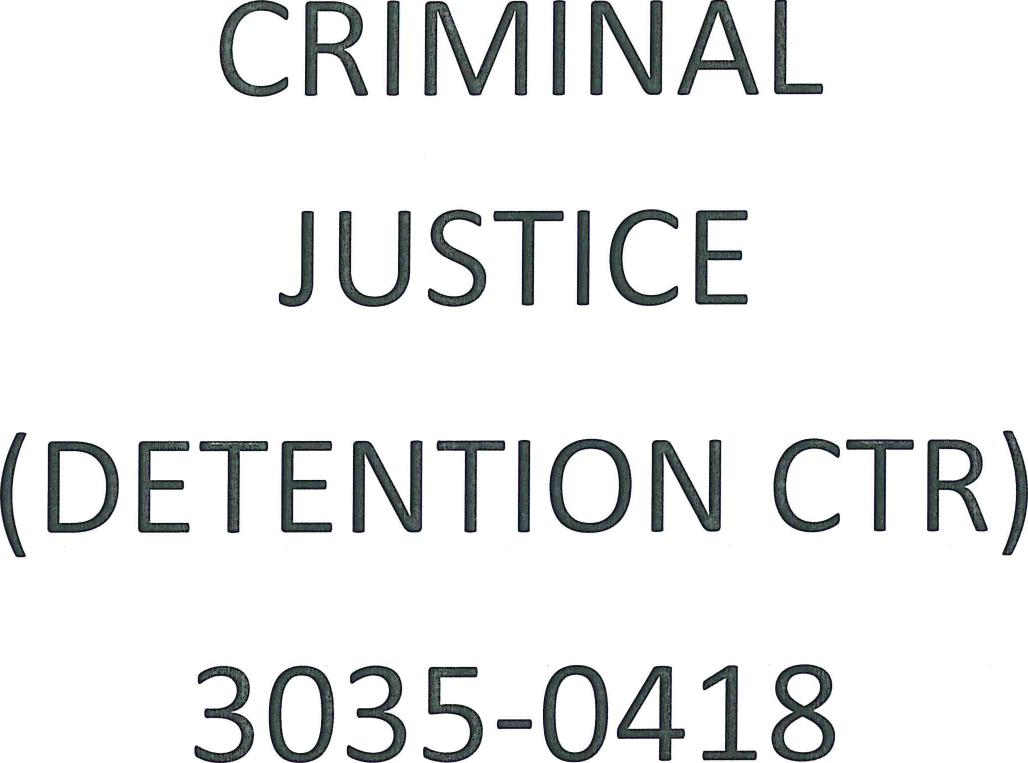 CRIMINAL
JUSTICE
(DETENTION CTR)
3035-0418